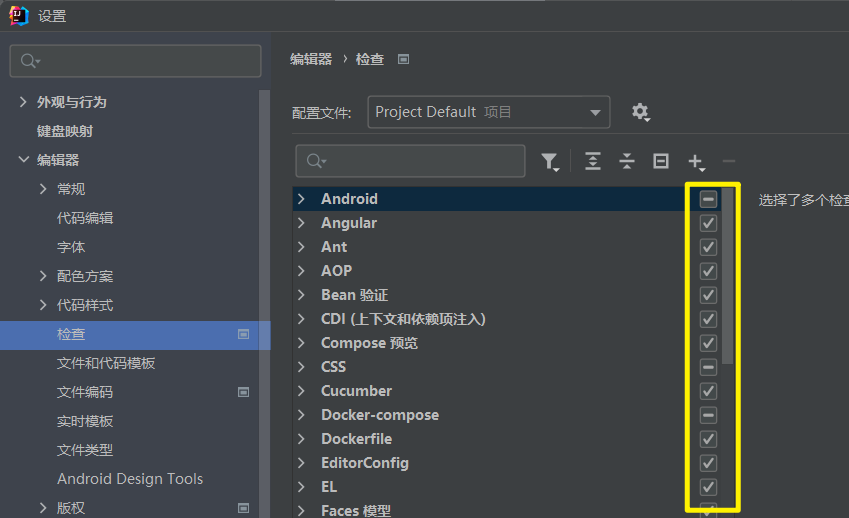 设置
外观与行为
键盘映射
编辑器
常规
代码编辑
字体
配色方案
代码样式
检查
文件和代码模板
文件编码
实时模板
文件类型
Android Design Tools
版权
编辑器 › 检查
配置文件: Project Default 项目
Android
Angular
Ant
AOP
Bean 验证
CDI (上下文和依赖项注入)
Compose 预览
CSS
Cucumber
Docker-compose
Dockerfile
EditorConfig
EL
Faces 模型
选择了多个检查